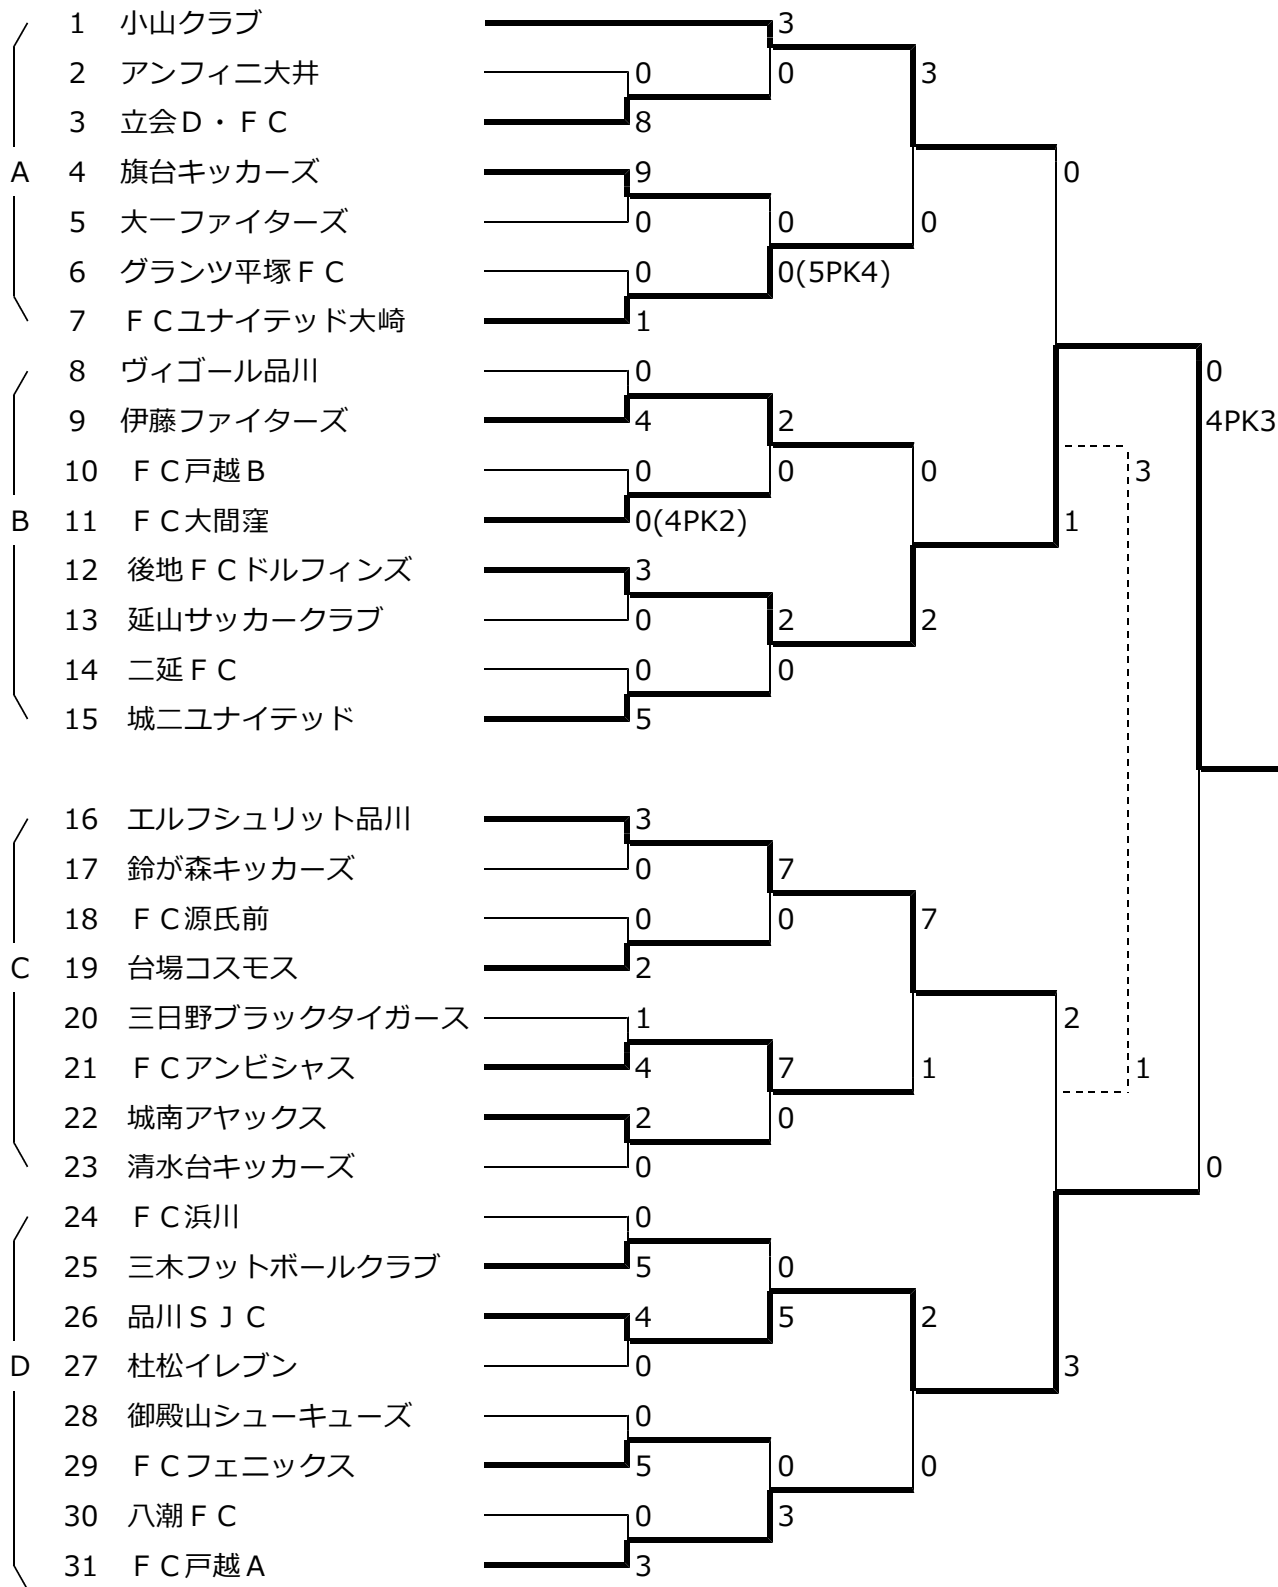 1 小山クラブ 3
2 アンフィニ大井 0 0 3
3 立会D・FC 8
A 4 旗台キッカーズ 9 0
5 大一ファイターズ 0 0 0
6 グランツ平塚FC 0 0(5PK4)
7 FCユナイテッド大崎 1
8 ヴィゴール品川 0 0
9 伊藤ファイターズ 4 2 4PK3
10 FC戸越B 0 0 0 3
B 11 FC大間窪 0(4PK2) 1
12 後地FCドルフィンズ 3
13 延山サッカークラブ 0 2 2
14 二延FC 0 0
15 城二ユナイテッド 5
16 エルフシュリット品川 3
17 鈴が森キッカーズ 0 7
18 FC源氏前 0 0 7
C 19 台場コスモス 2
20 三日野ブラックタイガース 1 2
21 FCアンビシャス 4 7 1 1
22 城南アヤックス 2 0
23 清水台キッカーズ 0 0
24 FC浜川 0
25 三木フットボールクラブ 5 0
26 品川SJC 4 5 2
D 27 杜松イレブン 0 3
28 御殿山シューキューズ 0
29 FCフェニックス 5 0 0
30 八潮FC 0 3
31 FC戸越A 3